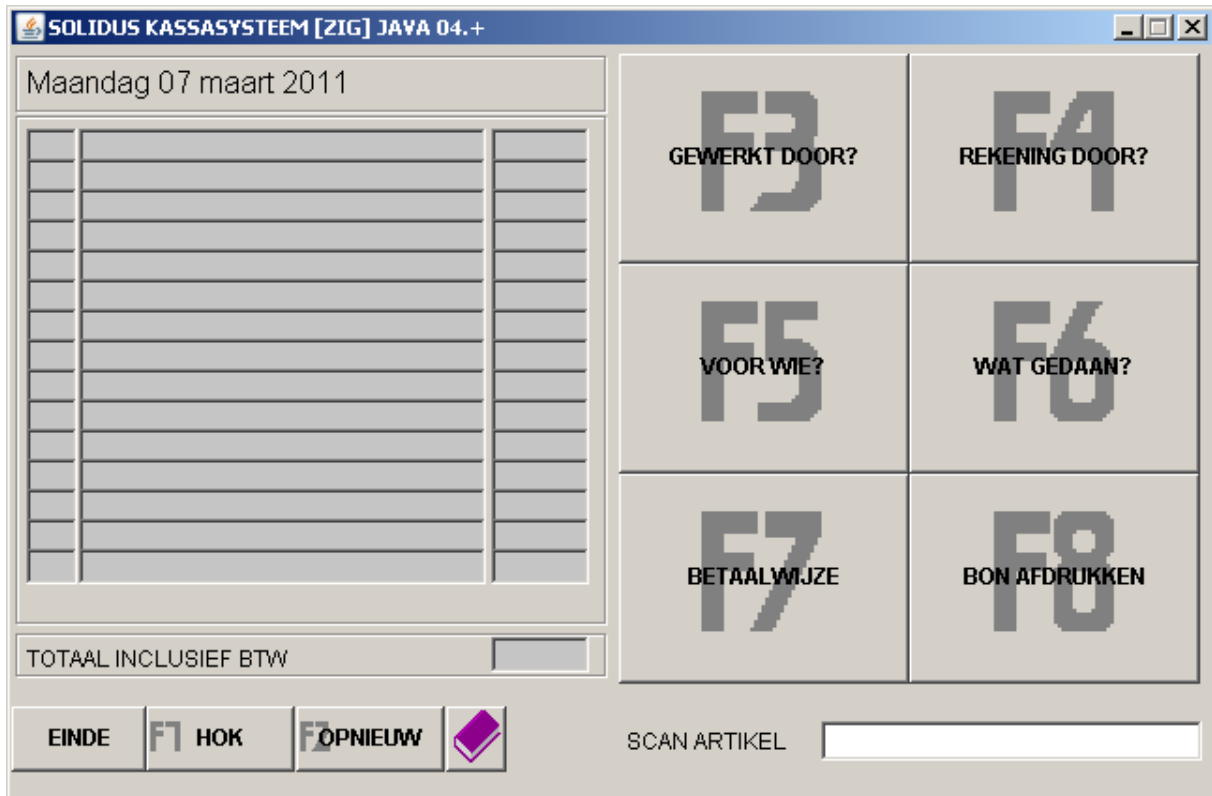 SOLIDUS KASSASYSTEEM [ZIG] JAVA 04.+
Maandag 07 maart 2011
F3 GEWERKT DOOR?
F4 REKENING DOOR?
F5 VOOR WIE?
F6 WAT GEDAAN?
F7 BETAALWIJZE
F8 BON AFDRUKKEN
TOTAAL INCLUSIEF BTW
EINDE
F1 HOK
F2 OPNIEUW
SCAN ARTIKEL